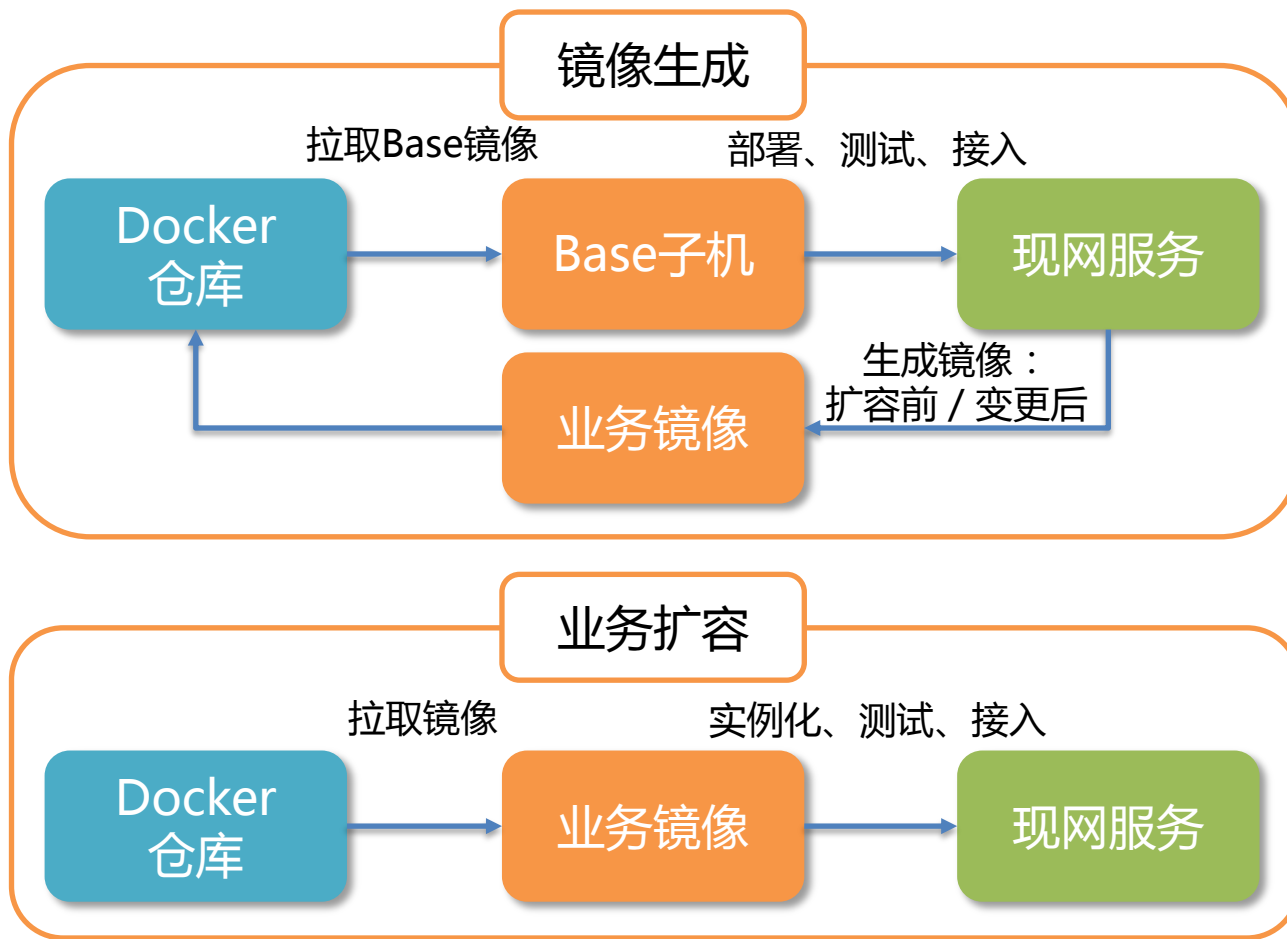 镜像生成
拉取Base镜像
部署、测试、接入
Docker
仓库
Base子机
现网服务
生成镜像：
扩容前 / 变更后
业务镜像
业务扩容
拉取镜像
实例化、测试、接入
Docker
仓库
业务镜像
现网服务